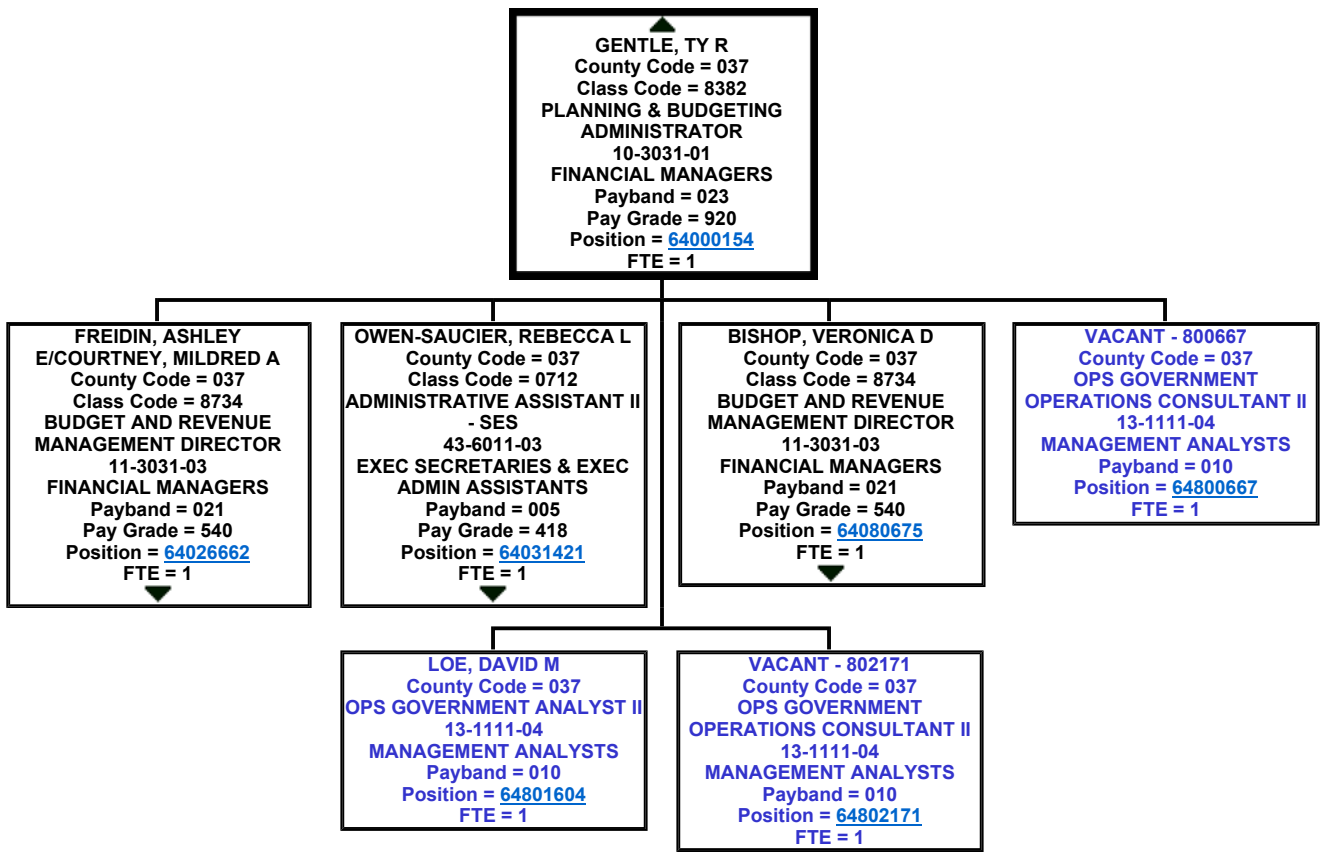 GENTLE, TY R
County Code = 037
Class Code = 8382
PLANNING & BUDGETING
ADMINISTRATOR
10-3031-01
FINANCIAL MANAGERS
Payband = 023
Pay Grade = 920
Position = 64000154
FTE = 1
FREIDIN, ASHLEY
E/COURTNEY, MILDRED A
County Code = 037
Class Code = 8734
BUDGET AND REVENUE
MANAGEMENT DIRECTOR
11-3031-03
FINANCIAL MANAGERS
Payband = 021
Pay Grade = 540
Position = 64026662
FTE = 1
OWEN-SAUCIER, REBECCA L
County Code = 037
Class Code = 0712
ADMINISTRATIVE ASSISTANT II
- SES
43-6011-03
EXEC SECRETARIES & EXEC
ADMIN ASSISTANTS
Payband = 005
Pay Grade = 418
Position = 64031421
FTE = 1
BISHOP, VERONICA D
County Code = 037
Class Code = 8734
BUDGET AND REVENUE
MANAGEMENT DIRECTOR
11-3031-03
FINANCIAL MANAGERS
Payband = 021
Pay Grade = 540
Position = 64080675
FTE = 1
VACANT - 800667
County Code = 037
OPS GOVERNMENT
OPERATIONS CONSULTANT II
13-1111-04
MANAGEMENT ANALYSTS
Payband = 010
Position = 64800667
FTE = 1
LOE, DAVID M
County Code = 037
OPS GOVERNMENT ANALYST II
13-1111-04
MANAGEMENT ANALYSTS
Payband = 010
Position = 64801604
FTE = 1
VACANT - 802171
County Code = 037
OPS GOVERNMENT
OPERATIONS CONSULTANT II
13-1111-04
MANAGEMENT ANALYSTS
Payband = 010
Position = 64802171
FTE = 1